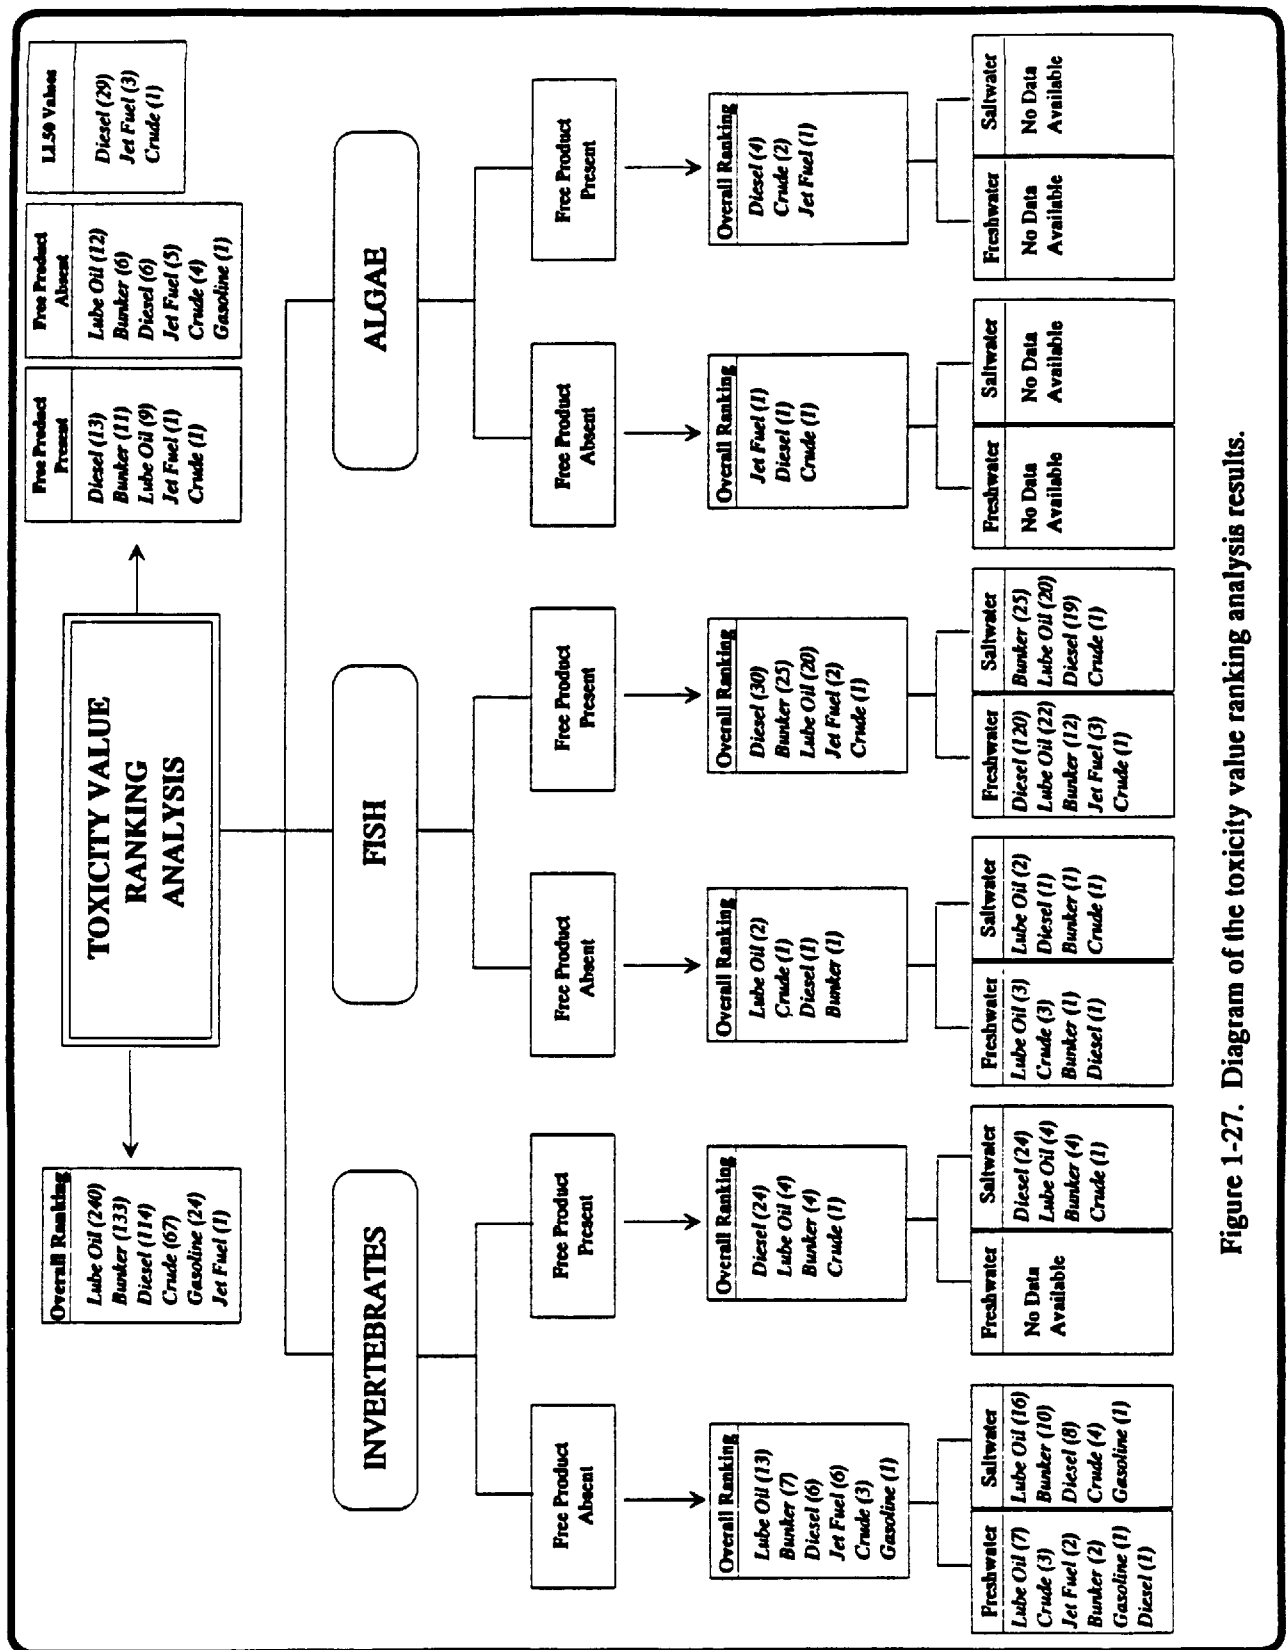 TOXICITY VALUE
RANKING
ANALYSIS
Overall Ranking
Lube Oil (240)
Bunker (133)
Diesel (114)
Crude (67)
Gasoline (24)
Jet Fuel (1)
Free Product
Present
Diesel (13)
Bunker (11)
Lube Oil (9)
Jet Fuel (1)
Crude (1)
Free Product
Absent
Lube Oil (12)
Bunker (6)
Diesel (6)
Jet Fuel (5)
Crude (4)
Gasoline (1)
LL50 Values
Diesel (29)
Jet Fuel (3)
Crude (1)
INVERTEBRATES
Free Product
Absent
Overall Ranking
Lube Oil (13)
Bunker (7)
Diesel (6)
Jet Fuel (6)
Crude (3)
Gasoline (1)
Freshwater
Lube Oil (7)
Crude (3)
Jet Fuel (2)
Bunker (2)
Gasoline (1)
Diesel (1)
Saltwater
Lube Oil (16)
Bunker (10)
Diesel (8)
Crude (4)
Gasoline (1)
Free Product
Present
Overall Ranking
Diesel (24)
Lube Oil (4)
Bunker (4)
Crude (1)
Freshwater
No Data
Available
Saltwater
Diesel (24)
Lube Oil (4)
Bunker (4)
Crude (1)
FISH
Free Product
Absent
Overall Ranking
Lube Oil (2)
Crude (1)
Diesel (1)
Bunker (1)
Freshwater
Lube Oil (3)
Crude (3)
Bunker (1)
Diesel (1)
Saltwater
Lube Oil (2)
Diesel (1)
Bunker (1)
Crude (1)
Free Product
Present
Overall Ranking
Diesel (30)
Bunker (25)
Lube Oil (20)
Jet Fuel (2)
Crude (1)
Freshwater
Diesel (120)
Lube Oil (22)
Bunker (12)
Jet Fuel (3)
Crude (1)
Saltwater
Bunker (25)
Lube Oil (20)
Diesel (19)
Crude (1)
ALGAE
Free Product
Absent
Overall Ranking
Jet Fuel (1)
Diesel (1)
Crude (1)
Freshwater
No Data
Available
Saltwater
No Data
Available
Free Product
Present
Overall Ranking
Diesel (4)
Crude (2)
Jet Fuel (1)
Freshwater
No Data
Available
Saltwater
No Data
Available
Figure 1-27. Diagram of the toxicity value ranking analysis results.